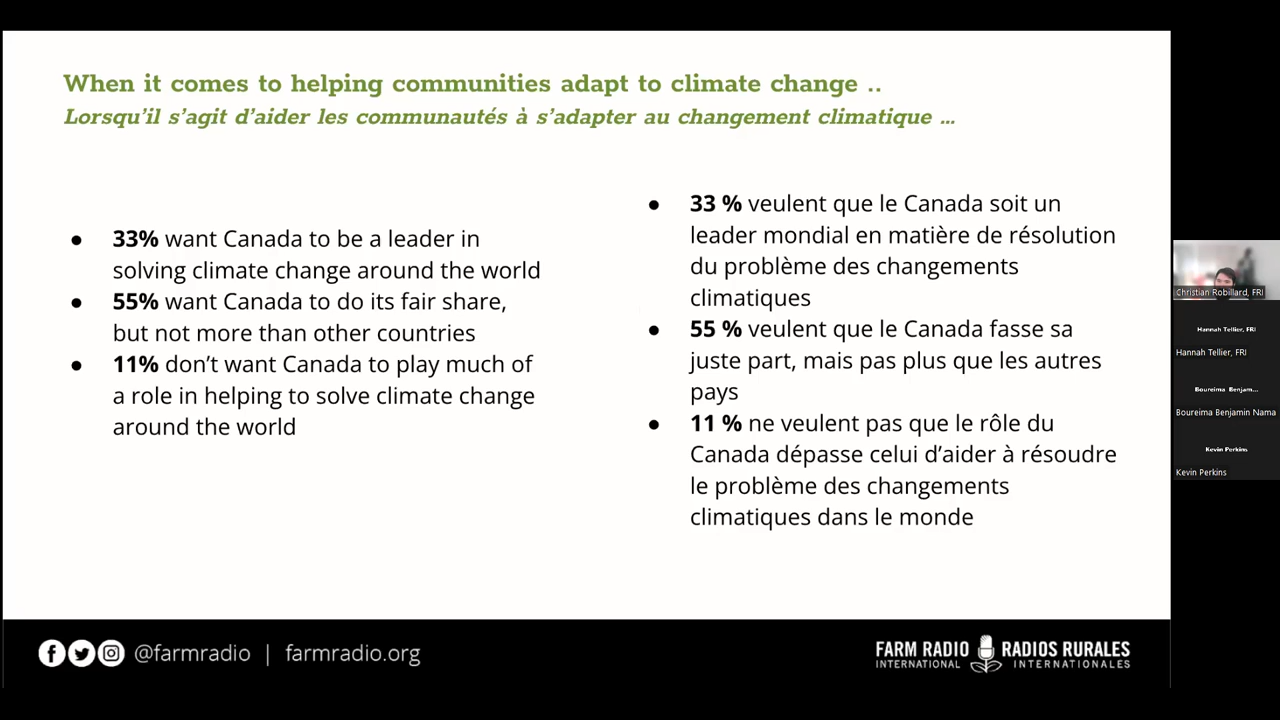 When it comes to helping communities adapt to climate change ..
Lorsqu’il s’agit d’aider les communautés à s’adapter au changement climatique ...
● 33% want Canada to be a leader in
solving climate change around the world
● 55% want Canada to do its fair share,
but not more than other countries
● 11% don’t want Canada to play much of
a role in helping to solve climate change
around the world
● 33 % veulent que le Canada soit un
leader mondial en matière de résolution
du problème des changements
climatiques
● 55 % veulent que le Canada fasse sa
juste part, mais pas plus que les autres
pays
● 11 % ne veulent pas que le rôle du
Canada dépasse celui d’aider à résoudre
le problème des changements
climatiques dans le monde
Christian Robillard, FRI
Hannah Tellier, FRI
Hannah Tellier, FRI
Boureima Benjam...
Boureima Benjamin Nama
Kevin Perkins
Kevin Perkins
@farmradio | farmradio.org
FARM RADIO
INTERNATIONAL
RADIOS RURALES
INTERNATIONALES